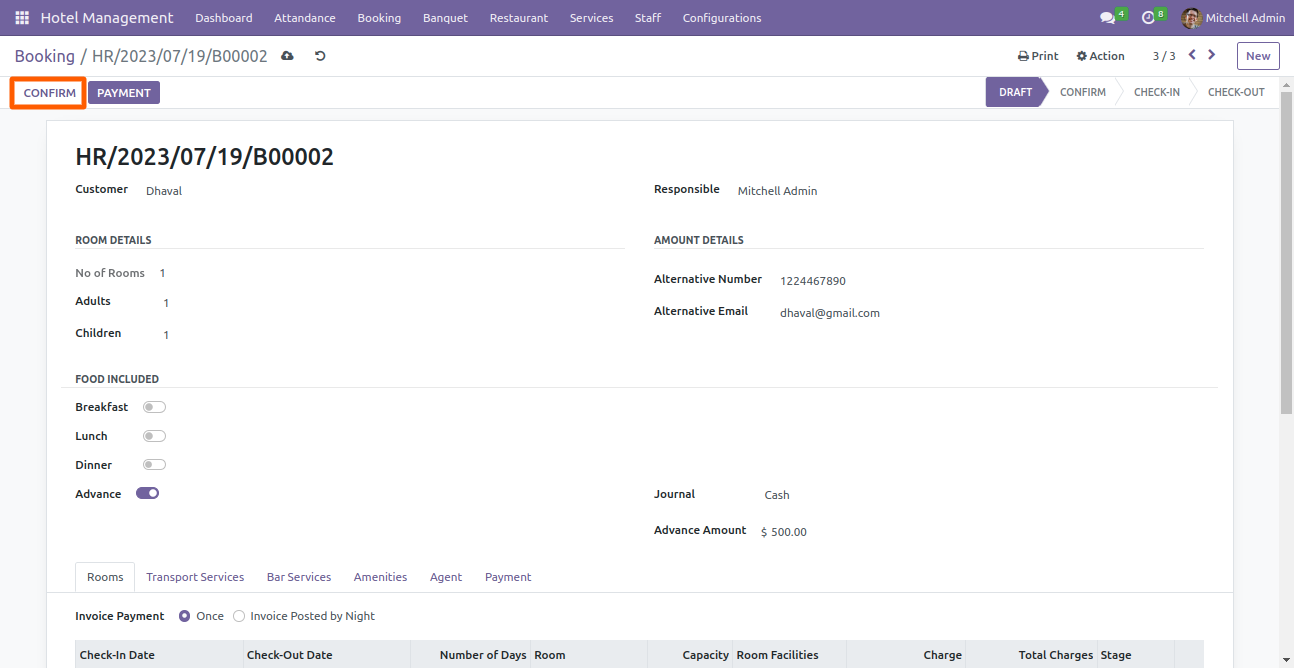 Hotel Management Dashboard Attendance Booking Banquet Restaurant Services Staff Configurations 4 8 Mitchell Admin
Booking / HR/2023/07/19/B00002 Print Action 3 / 3 New
CONFIRM PAYMENT DRAFT CONFIRM CHECK-IN CHECK-OUT
HR/2023/07/19/B00002
Customer Dhaval Responsible Mitchell Admin
ROOM DETAILS AMOUNT DETAILS
No of Rooms 1
Alternative Number 1224467890
Adults 1
Alternative Email dhaval@gmail.com
Children 1
FOOD INCLUDED
Breakfast
Lunch
Dinner
Advance Journal Cash
Advance Amount $ 500.00
Rooms Transport Services Bar Services Amenities Agent Payment
Invoice Payment Once Invoice Posted by Night
Check-In Date Check-Out Date Number of Days Room Capacity Room Facilities Charge Total Charges Stage